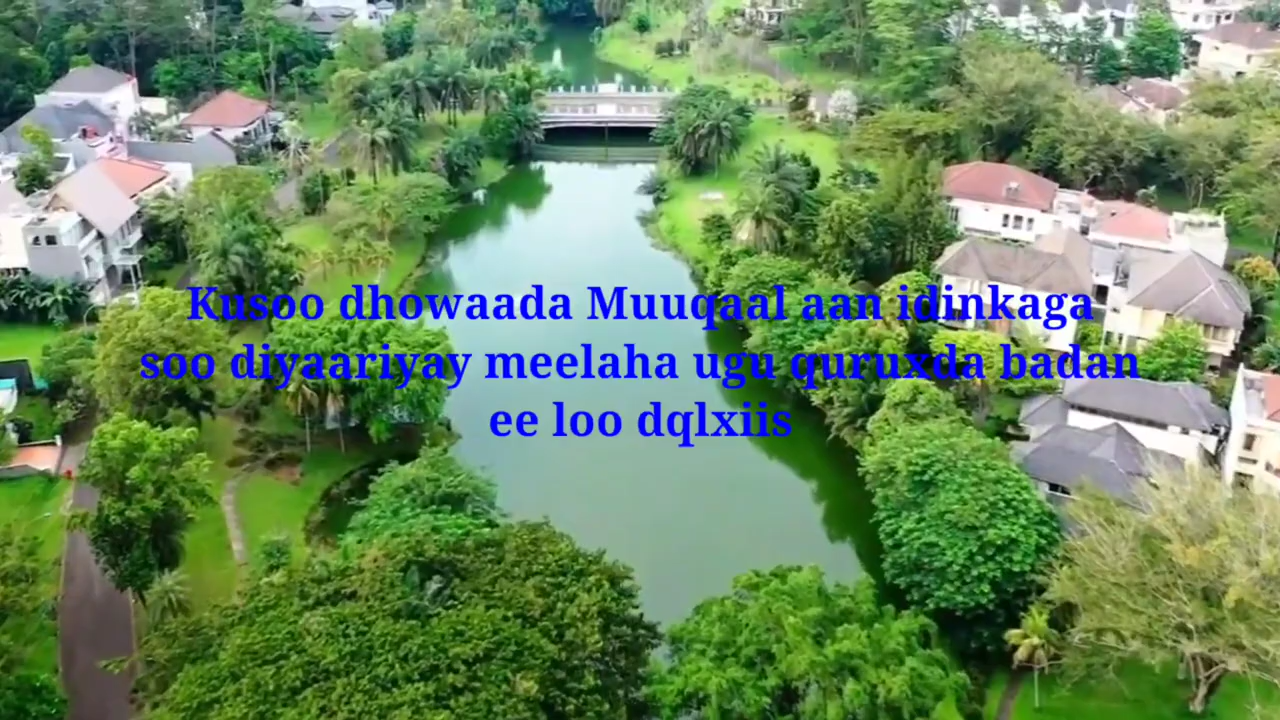 Kusoo dhowaada Muuqaal aan idinkaga
soo diyaariyay meelaha ugu quruxda badan
ee loo dqlxiis